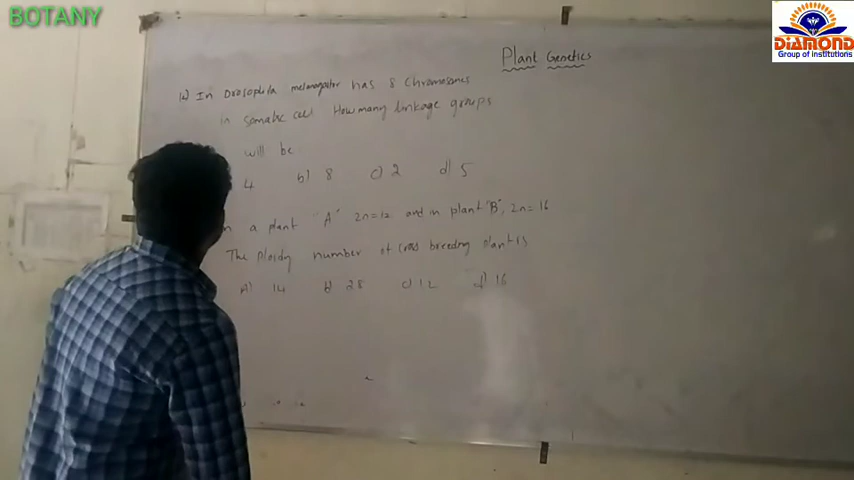 BOTANY
DIAMOND
Group of Institutions
Plant Genetics
In Drosophila melanogaster has 8 chromosomes
in somatic cell How many linkage groups
will be
4 b) 8 c) 2 d) 5
n a plant "A" 2n=12 and in plant "B", 2n=16
The Ploidy number of Cross breeding plant is
A) 14 b) 28 c) 12 d) 16